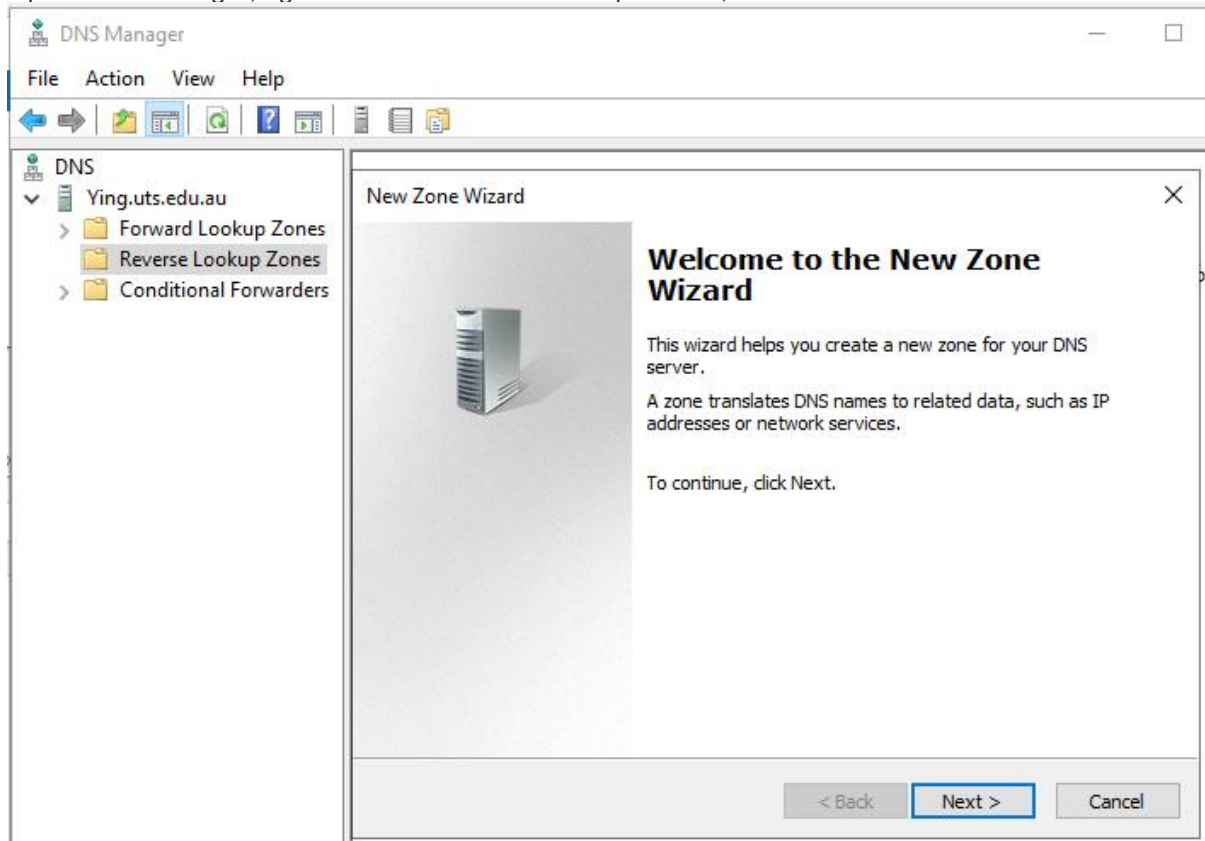 DNS Manager
File Action View Help
DNS
Ying.uts.edu.au
Forward Lookup Zones
Reverse Lookup Zones
Conditional Forwarders
New Zone Wizard
Welcome to the New Zone
Wizard
This wizard helps you create a new zone for your DNS
server.
A zone translates DNS names to related data, such as IP
addresses or network services.
To continue, click Next.
< Back Next > Cancel